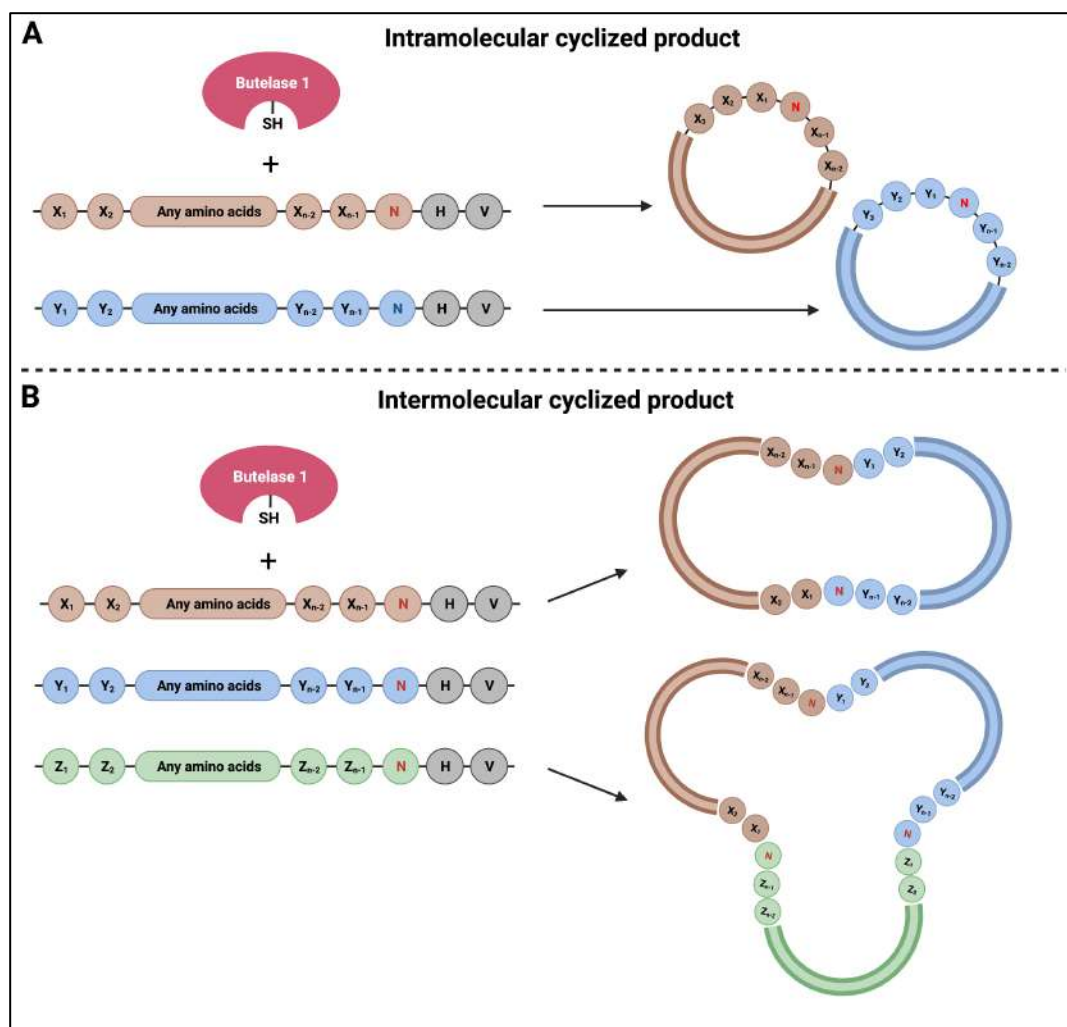 A
Intramolecular cyclized product
Butelase 1
SH
+
X₁ X₂ Any amino acids Xₙ₋₂ Xₙ₋₁ N H V
Y₁ Y₂ Any amino acids Yₙ₋₂ Yₙ₋₁ N H V
X₃ X₂ X₁ N Xₙ₋₁ Xₙ₋₂
Y₃ Y₂ Y₁ N Yₙ₋₁ Yₙ₋₂
B
Intermolecular cyclized product
Butelase 1
SH
+
X₁ X₂ Any amino acids Xₙ₋₂ Xₙ₋₁ N H V
Y₁ Y₂ Any amino acids Yₙ₋₂ Yₙ₋₁ N H V
Z₁ Z₂ Any amino acids Zₙ₋₂ Zₙ₋₁ N H V
Xₙ₋₂ Xₙ₋₁ N Y₁ Y₂
X₂ X₁ N Yₙ₋₁ Yₙ₋₂
Xₙ₋₂ Xₙ₋₁ N Y₁ Y₂
X₂ X₁ N Zₙ₋₁ Zₙ₋₂
Yₙ₋₂ Yₙ₋₁ N Z₁ Z₂